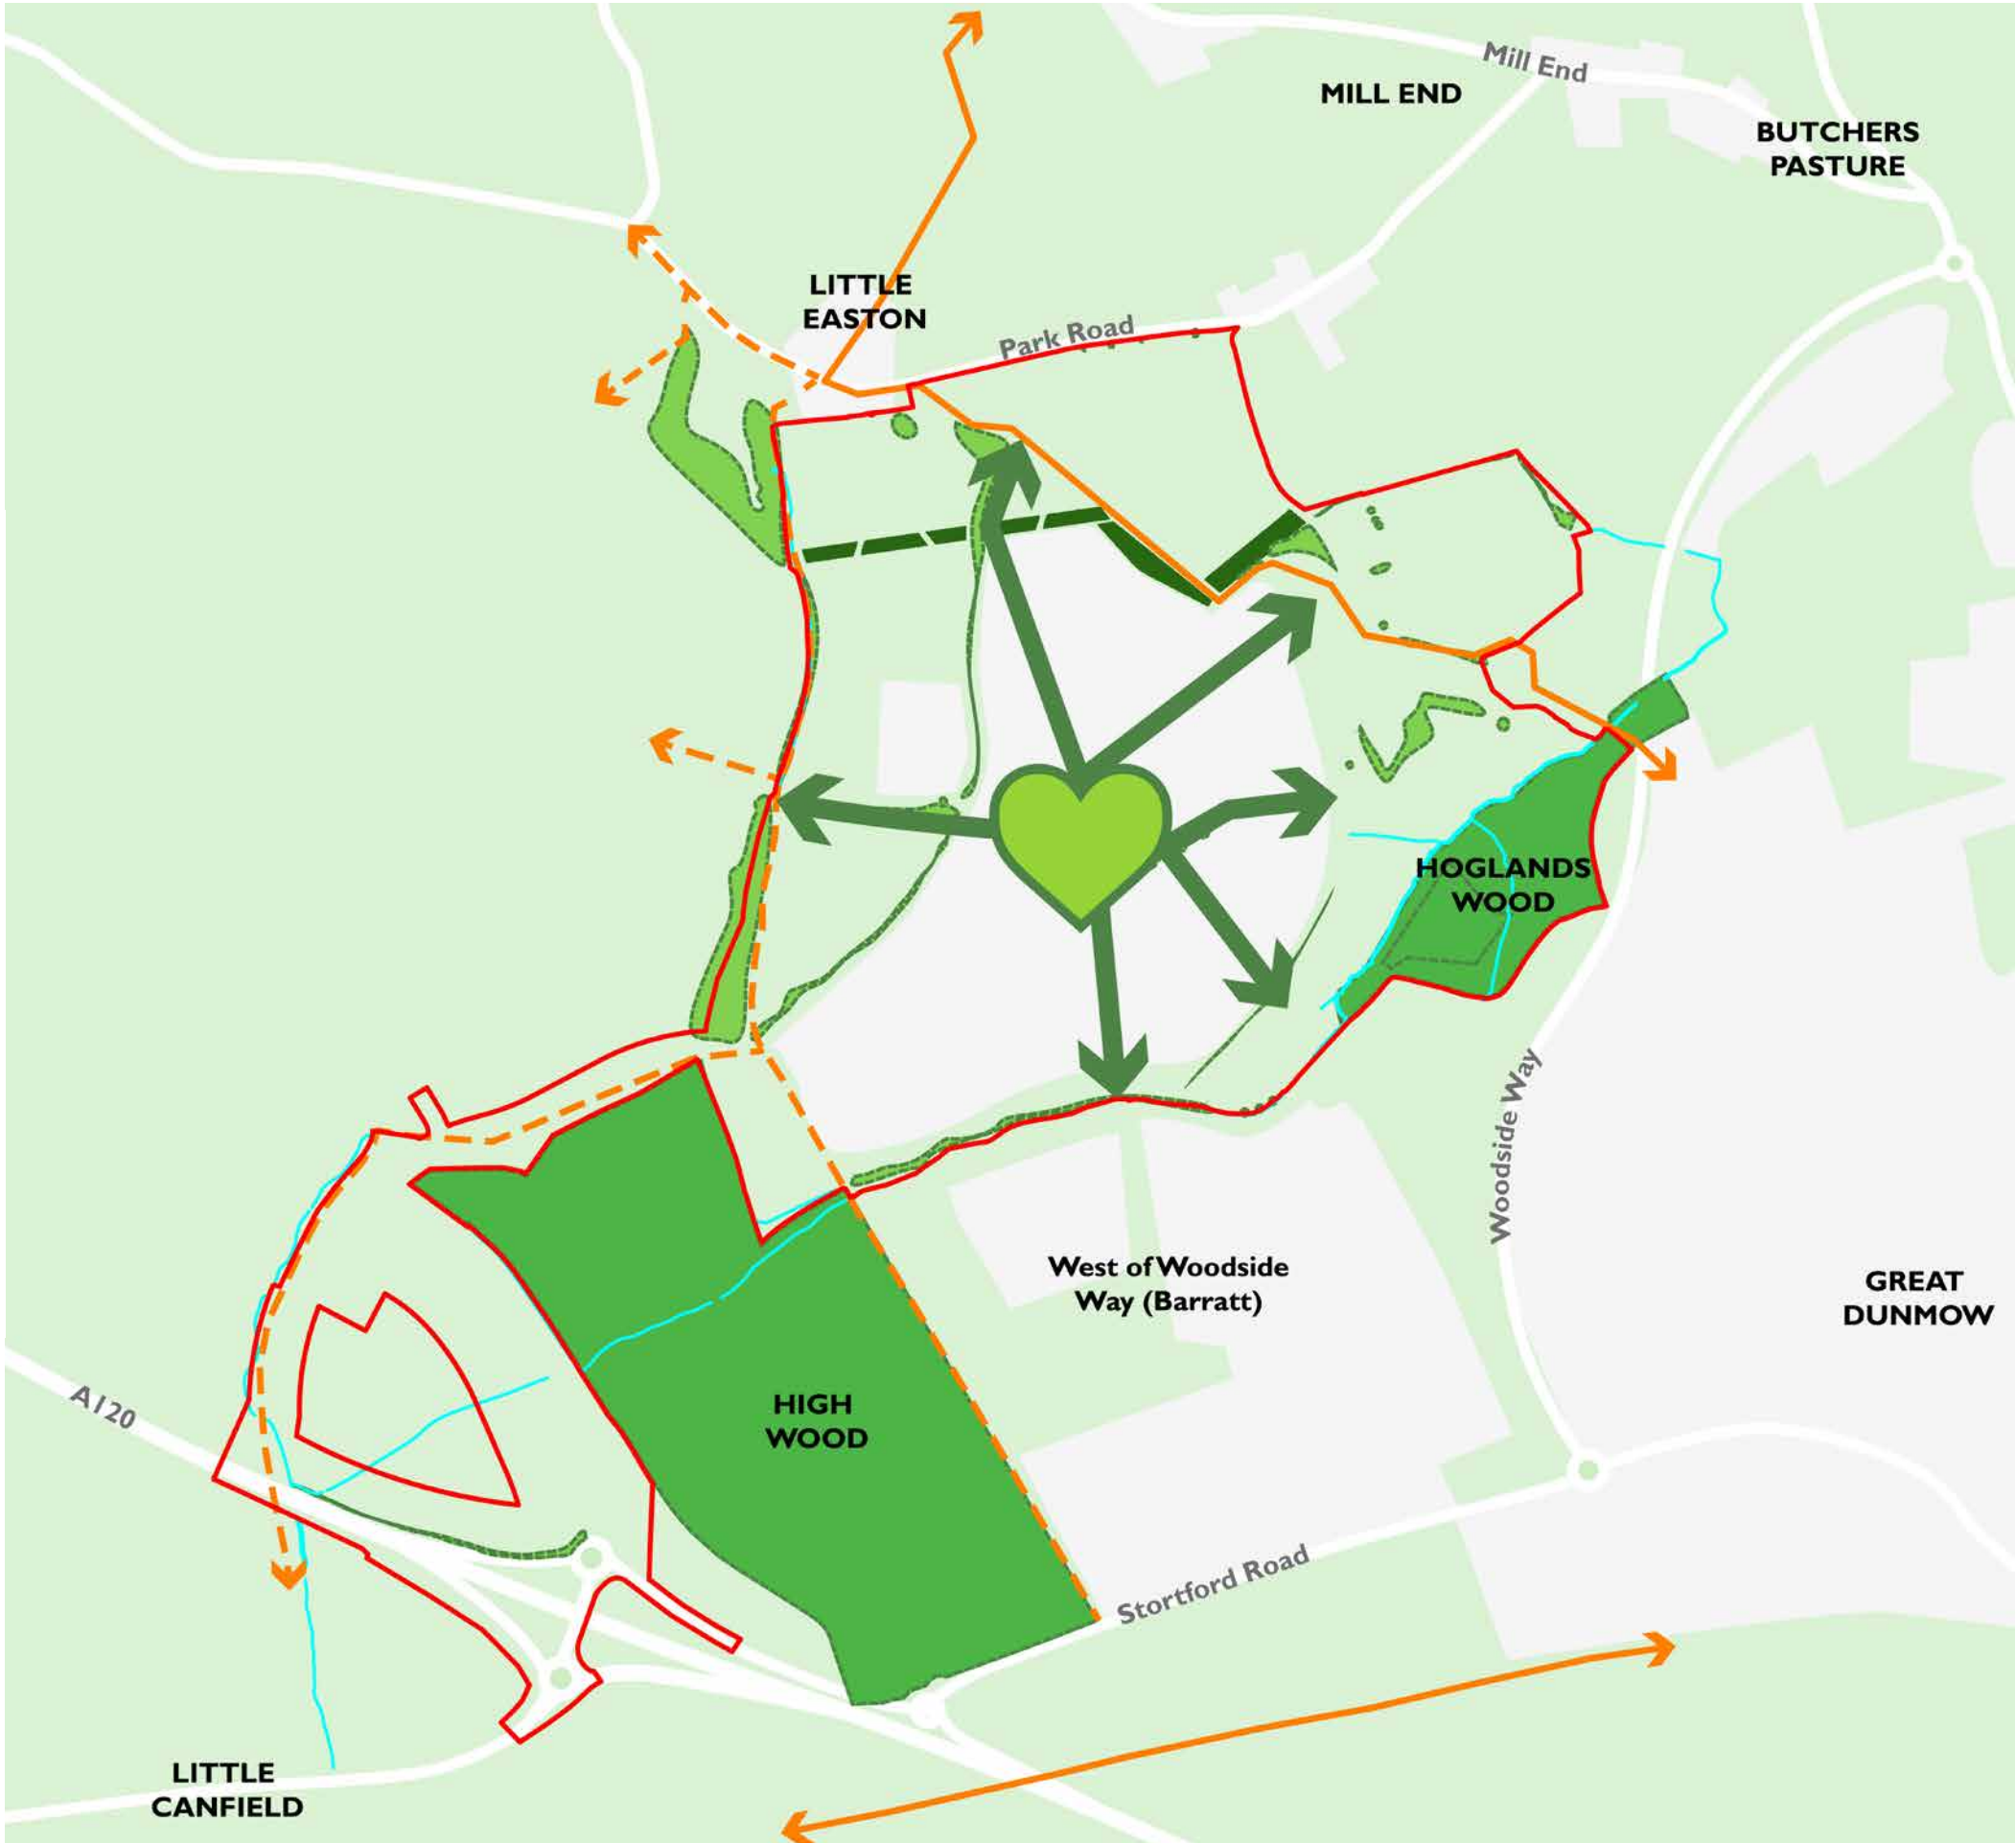 Mill End
MILL END
BUTCHERS
PASTURE
LITTLE
EASTON
Park Road
HOGLANDS
WOOD
Woodside Way
West of Woodside
Way (Barratt)
GREAT
DUNMOW
A120
HIGH
WOOD
Stortford Road
LITTLE
CANFIELD